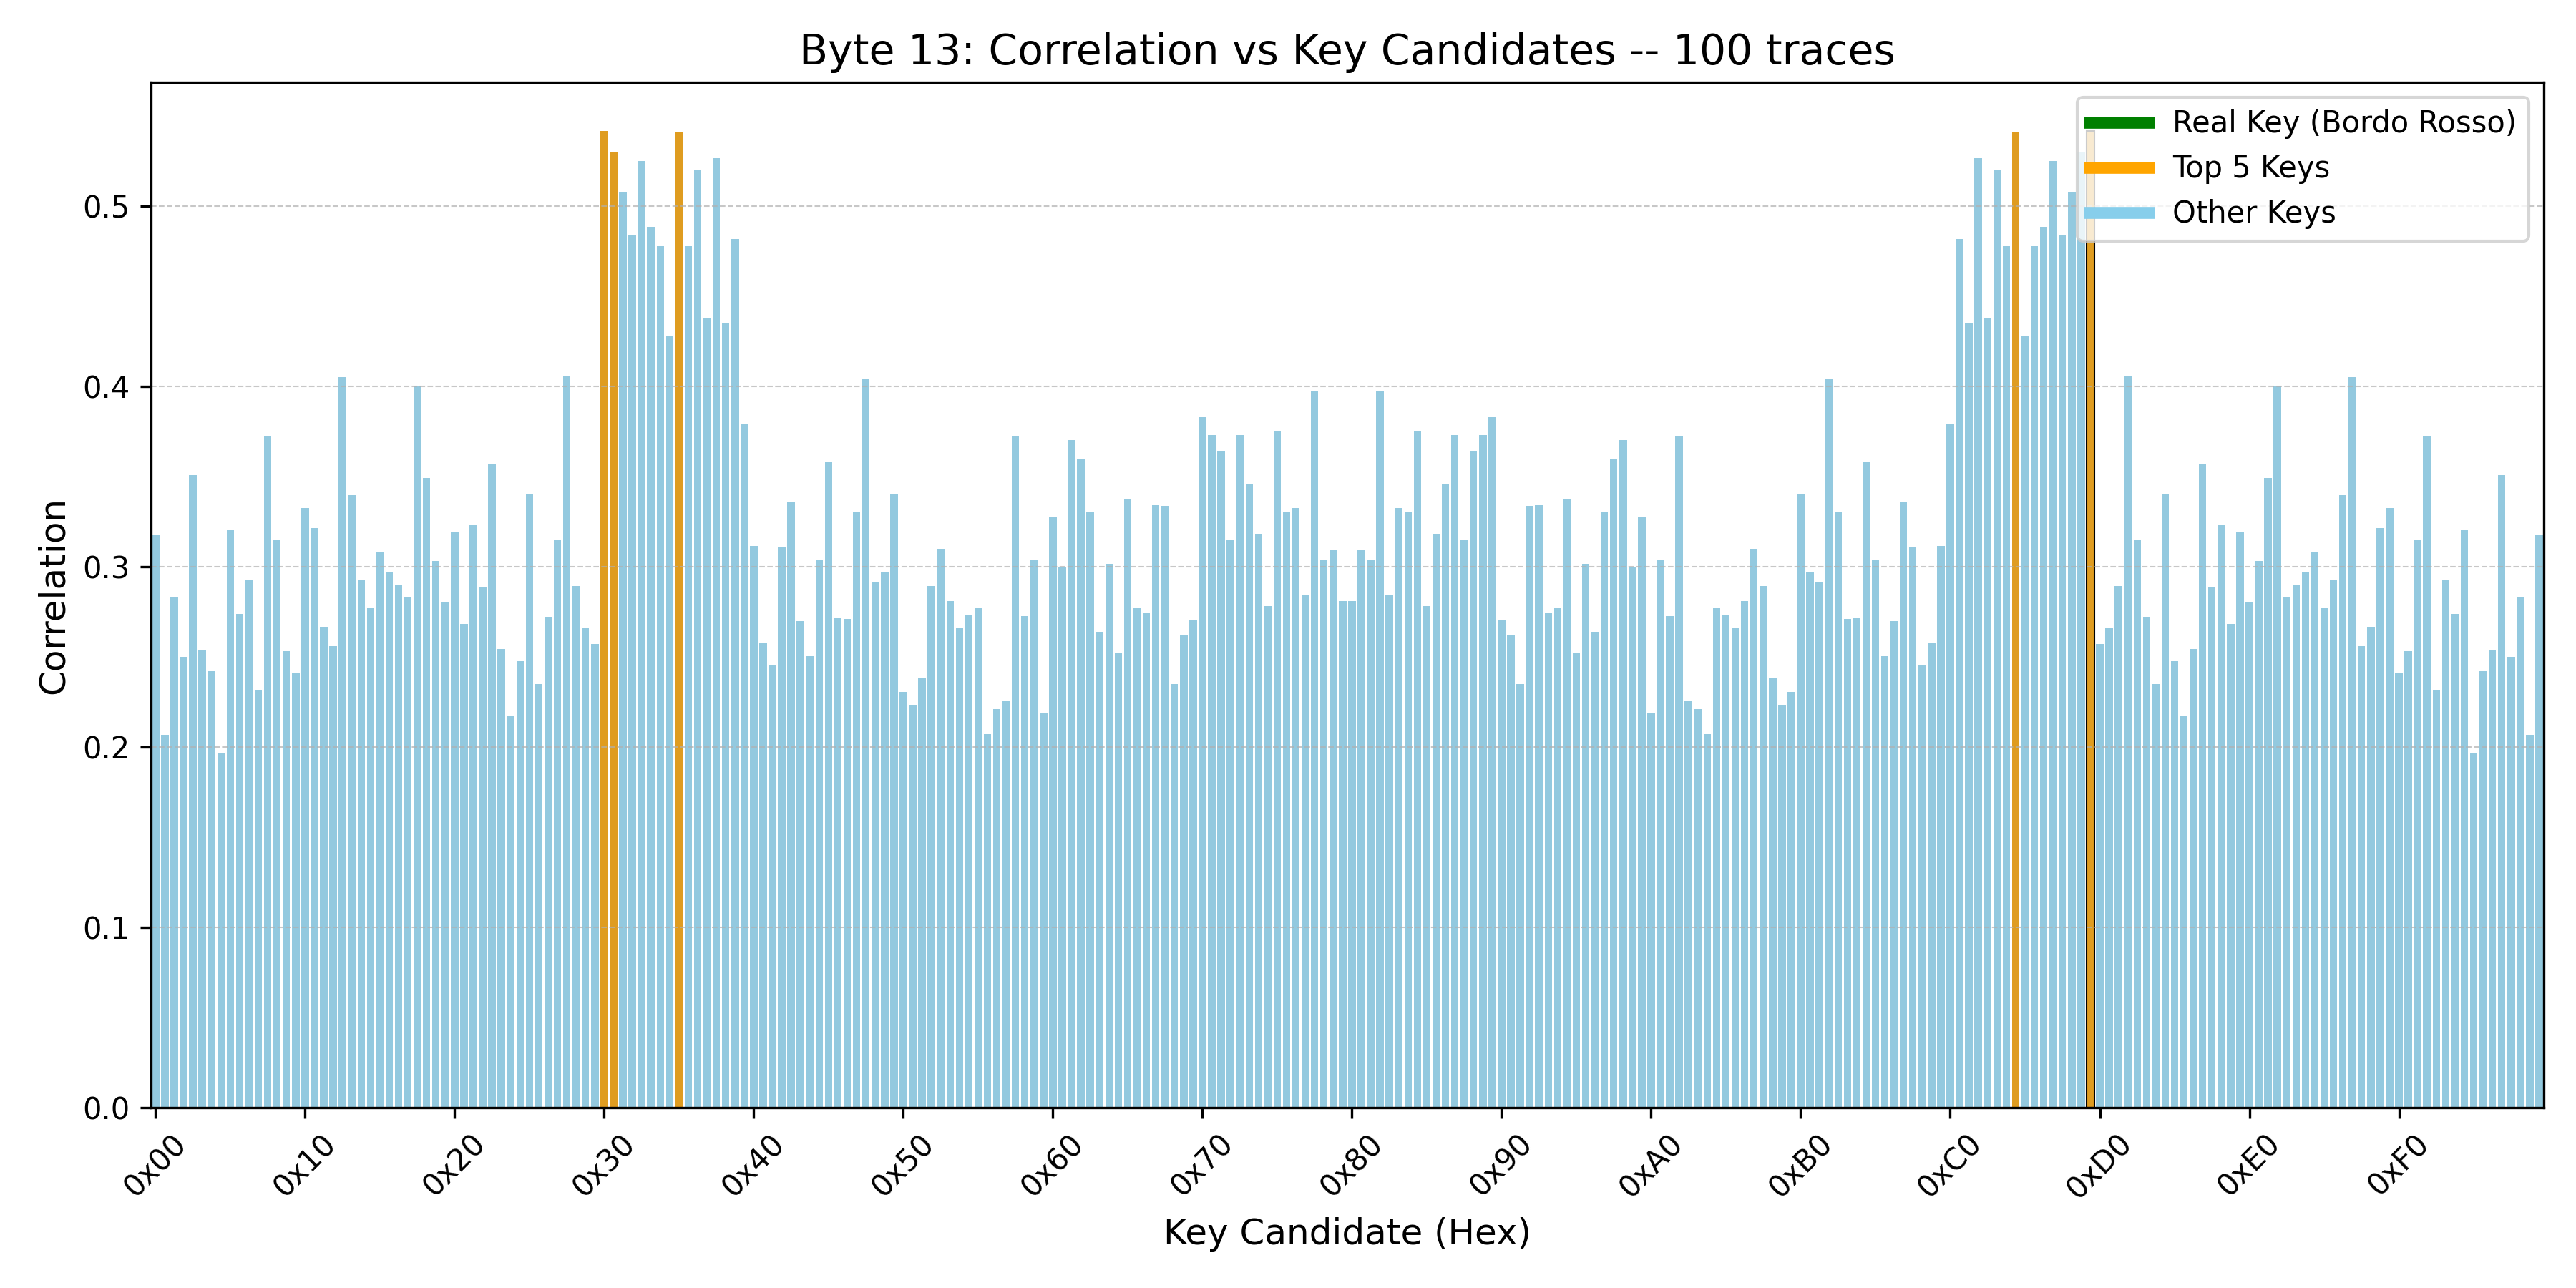 Byte 13: Correlation vs Key Candidates -- 100 traces
Real Key (Bordo Rosso)
Top 5 Keys
Other Keys
Correlation
0.5
0.4
0.3
0.2
0.1
0.0
0x00 0x10 0x20 0x30 0x40 0x50 0x60 0x70 0x80 0x90 0xA0 0xB0 0xC0 0xD0 0xE0 0xF0
Key Candidate (Hex)